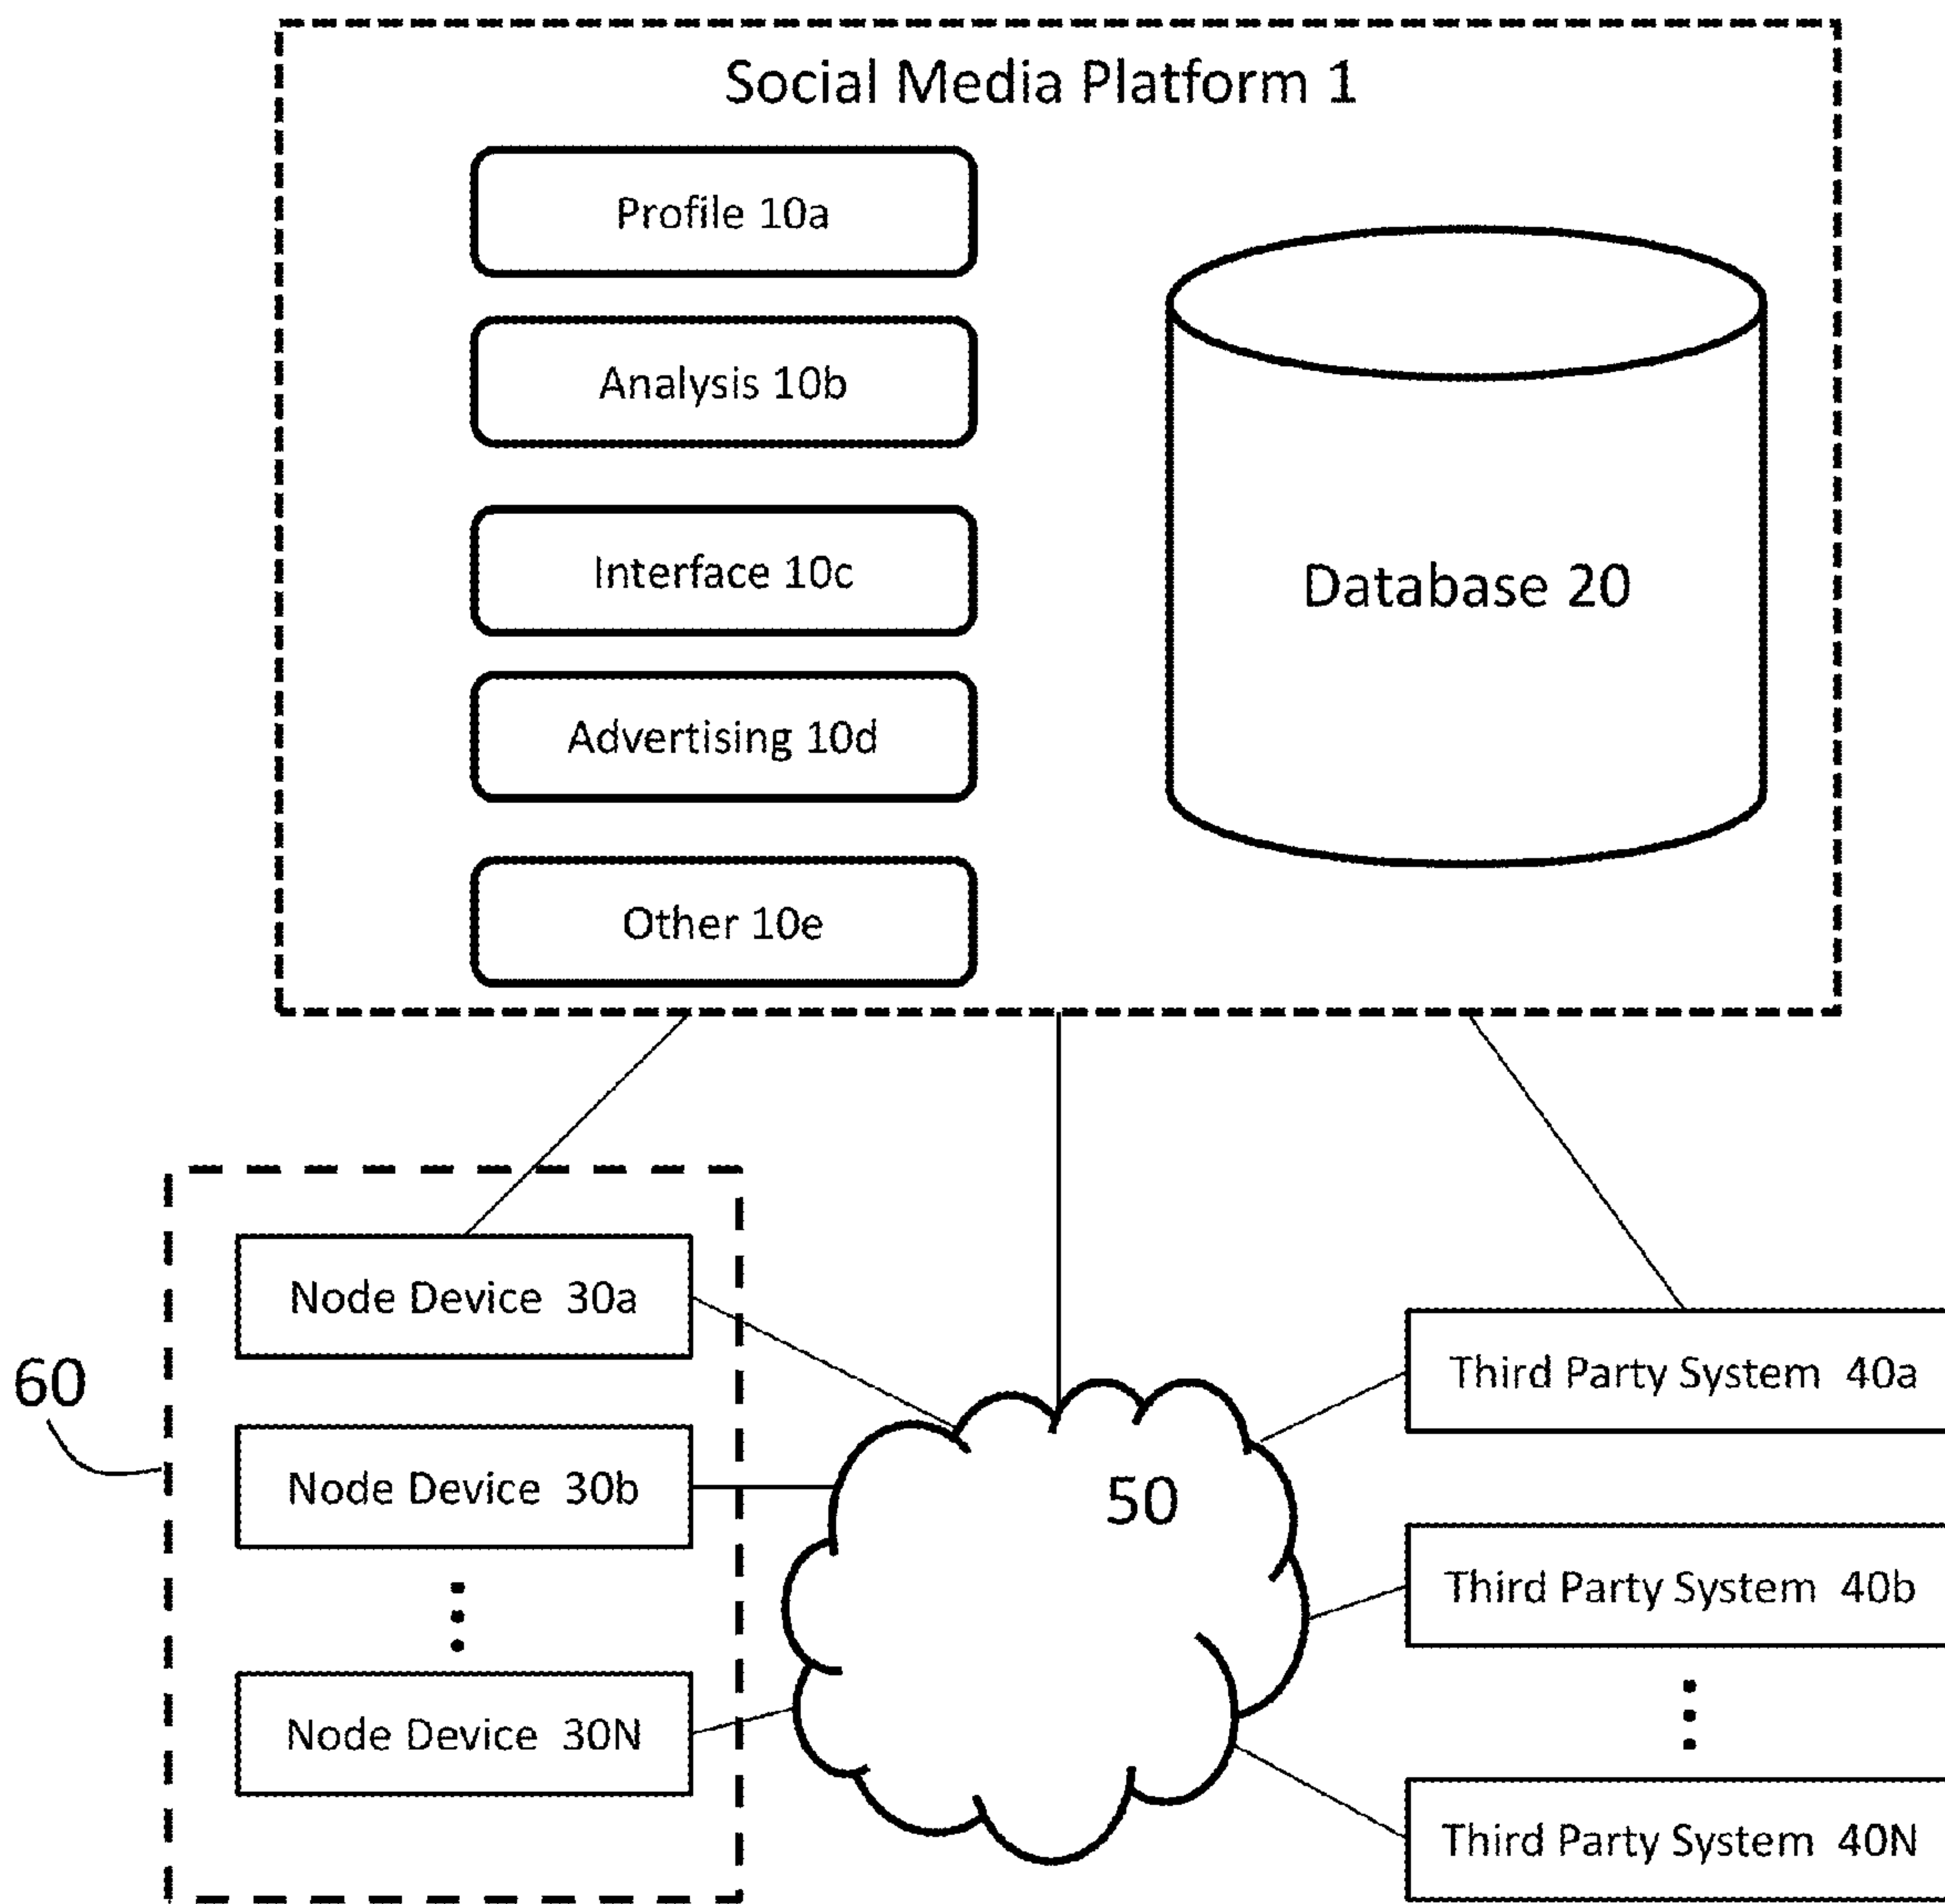 Social Media Platform 1
Profile 10a
Analysis 10b
Interface 10c
Database 20
Advertising 10d
Other 10e
Node Device 30a
60
Node Device 30b
Node Device 30N
50
Third Party System 40a
Third Party System 40b
Third Party System 40N